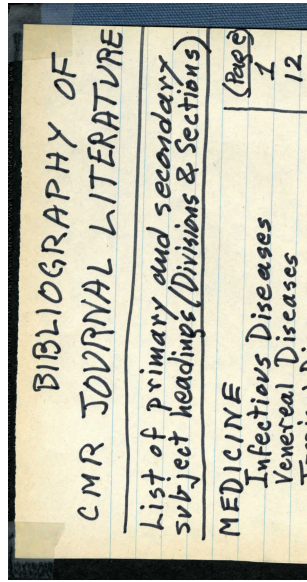 BIBLIOGRAPHY OF
CMR JOURNAL LITERATURE
List of primary and secondary
subject headings (Divisions & Sections)
(Page)
MEDICINE
Infectious Diseases 1
Venereal Diseases 12